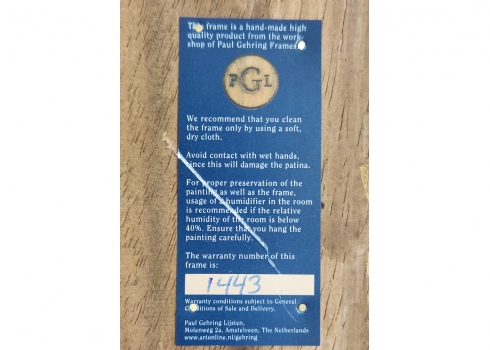 This frame is a hand-made high
quality product from the work-
shop of Paul Gehring Frames
PGL
We recommend that you clean
the frame only by using a soft,
dry cloth.
Avoid contact with wet hands,
since this will damage the patina.
For proper preservation of the
painting as well as the frame,
usage of a humidifier in the room
is recommended if the relative
humidity of the room is below
40%. Ensure that you hang the
painting carefully.
The warranty number of this
frame is:
1443
Warranty conditions subject to General
Conditions of Sale and Delivery.
Paul Gehring Lijsten,
Molenweg 2a, Amstelveen, The Netherlands
www.artonline.nl/gehring